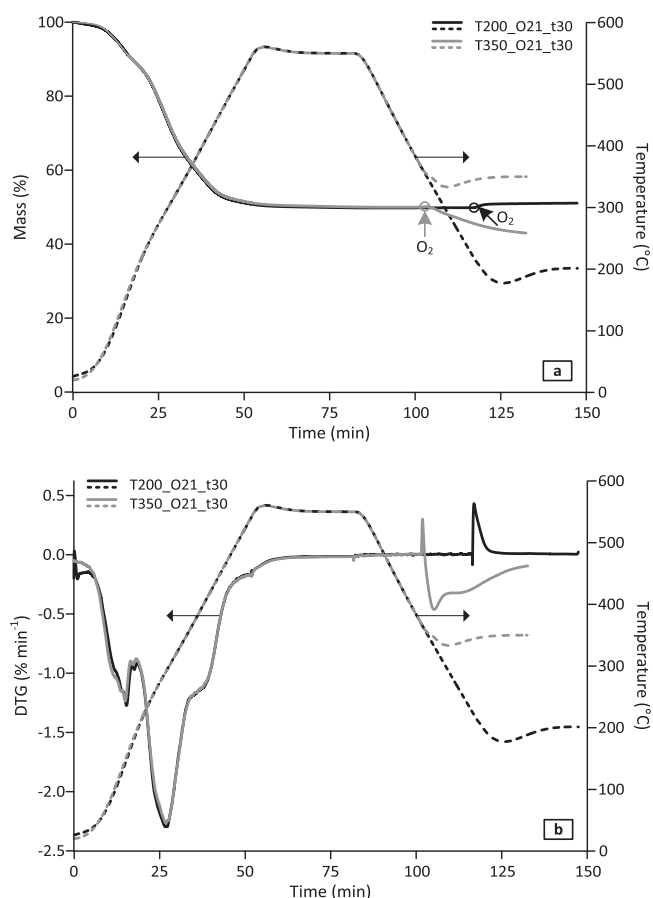 100
80
60
40
20
0
Mass (%)
T200_O21_t30
T350_O21_t30
O2
O2
600
500
400
300
200
100
0
Temperature (°C)
a
0
25
50
75
100
125
150
Time (min)
T200_O21_t30
T350_O21_t30
0.5
0.0
-0.5
-1.0
-1.5
-2.0
-2.5
DTG (% min-1)
600
500
400
300
200
100
0
Temperature (°C)
b
0
25
50
75
100
125
150
Time (min)